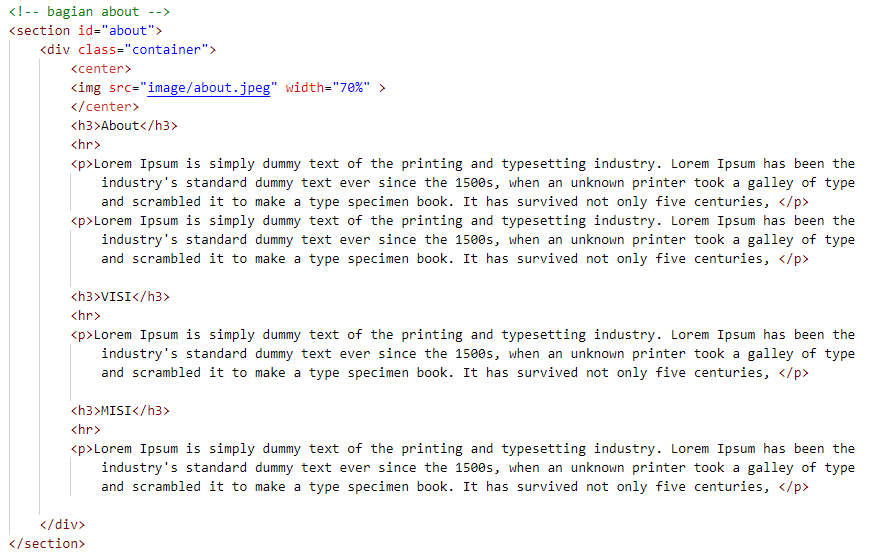 <!-- bagian about -->
<section id="about">
<div class="container">
<center>
<img src="image/about.jpeg" width="70%" >
</center>
<h3>About</h3>
<hr>
<p>Lorem Ipsum is simply dummy text of the printing and typesetting industry. Lorem Ipsum has been the
industry's standard dummy text ever since the 1500s, when an unknown printer took a galley of type
and scrambled it to make a type specimen book. It has survived not only five centuries, </p>
<p>Lorem Ipsum is simply dummy text of the printing and typesetting industry. Lorem Ipsum has been the
industry's standard dummy text ever since the 1500s, when an unknown printer took a galley of type
and scrambled it to make a type specimen book. It has survived not only five centuries, </p>
<h3>VISI</h3>
<hr>
<p>Lorem Ipsum is simply dummy text of the printing and typesetting industry. Lorem Ipsum has been the
industry's standard dummy text ever since the 1500s, when an unknown printer took a galley of type
and scrambled it to make a type specimen book. It has survived not only five centuries, </p>
<h3>MISI</h3>
<hr>
<p>Lorem Ipsum is simply dummy text of the printing and typesetting industry. Lorem Ipsum has been the
industry's standard dummy text ever since the 1500s, when an unknown printer took a galley of type
and scrambled it to make a type specimen book. It has survived not only five centuries, </p>
</div>
</section>